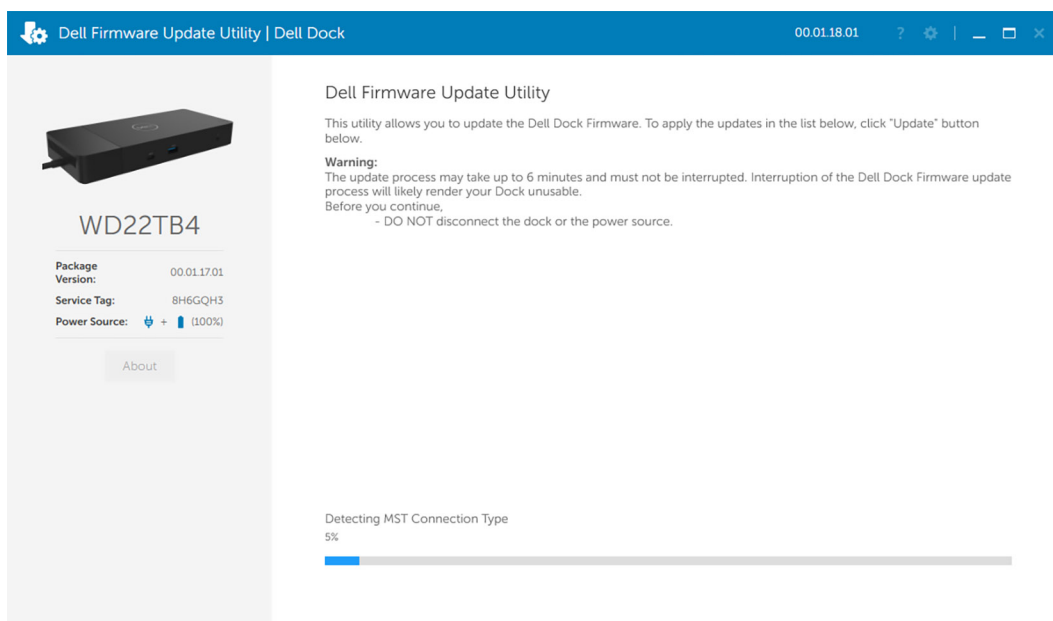 Dell Firmware Update Utility | Dell Dock
00.01.18.01
?
Dell Firmware Update Utility
This utility allows you to update the Dell Dock Firmware. To apply the updates in the list below, click "Update" button
below.
Warning:
The update process may take up to 6 minutes and must not be interrupted. Interruption of the Dell Dock Firmware update
process will likely render your Dock unusable.
Before you continue,
- DO NOT disconnect the dock or the power source.
WD22TB4
Package
Version: 00.01.17.01
Service Tag: 8H6GQH3
Power Source: + (100%)
About
Detecting MST Connection Type
5%